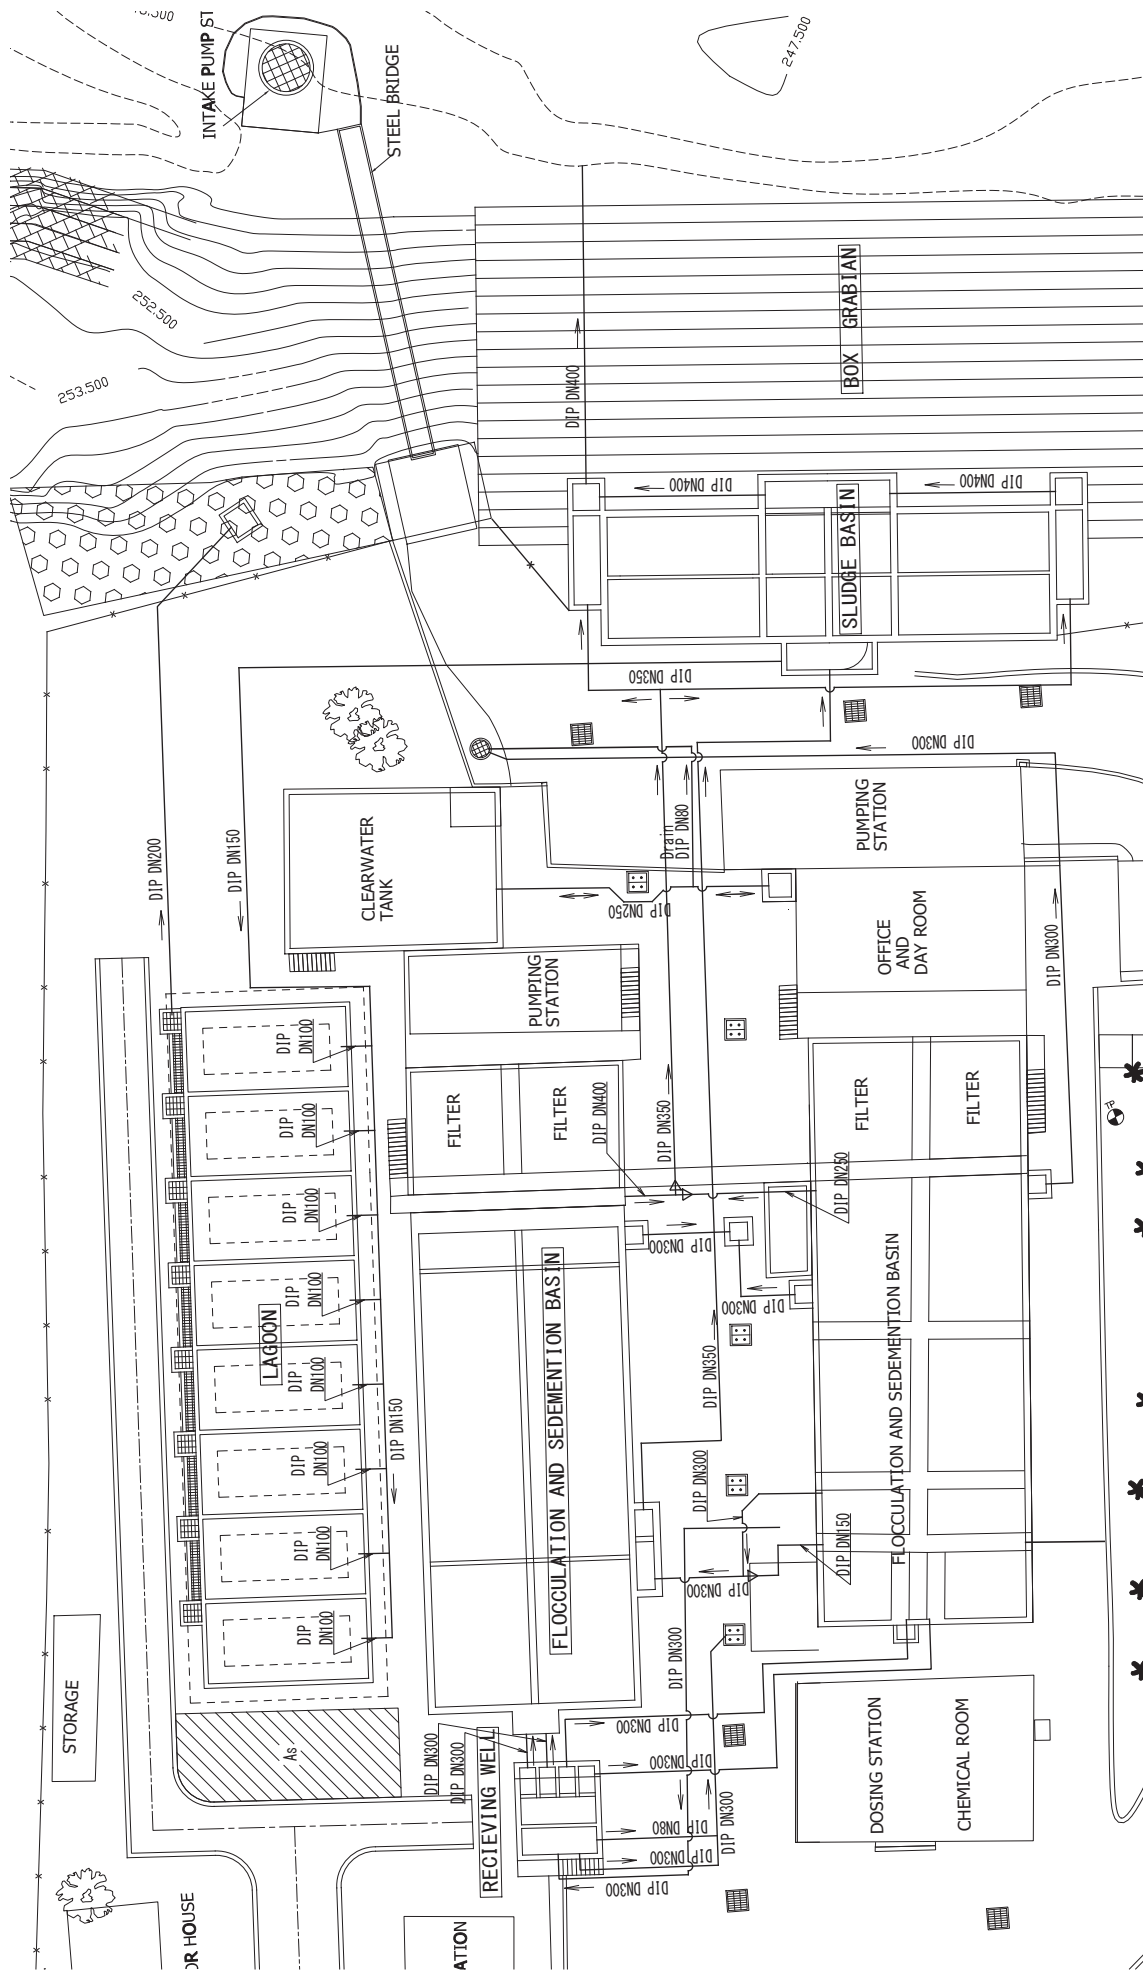 INTAKE PUMP ST
STEEL BRIDGE
247.500
252.500
253.500
BOX GRABIAN
DIP DN400
DIP DN400
DIP DN400
SLUDGE BASIN
DIP DN350
DIP DN300
DIP DN200
DIP DN150
CLEARWATER
TANK
Drain
DIP DN80
PUMPING
STATION
DIP DN250
OFFICE
AND
DAY ROOM
DIP DN300
PUMPING
STATION
DIP
DN100
DIP
DN100
DIP
DN100
DIP
DN100
DIP
DN100
DIP
DN100
DIP
DN100
DIP
DN100
LAGOON
FILTER
FILTER
DIP DN400
DIP DN350
FILTER
FILTER
TP
DIP DN250
DIP DN300
DIP DN300
DIP DN350
DIP DN150
FLOCCULATION AND SEDEMENTION BASIN
FLOCCULATION AND SEDEMENTION BASIN
DIP DN300
DIP DN150
DIP DN300
DIP DN300
STORAGE
As
DIP DN300
DIP DN300
RECIEVING WELL
DIP DN300
DIP DN300
DIP DN80
DIP DN300
DIP DN300
DIP DN300
DOSING STATION
CHEMICAL ROOM
OR HOUSE
ATION